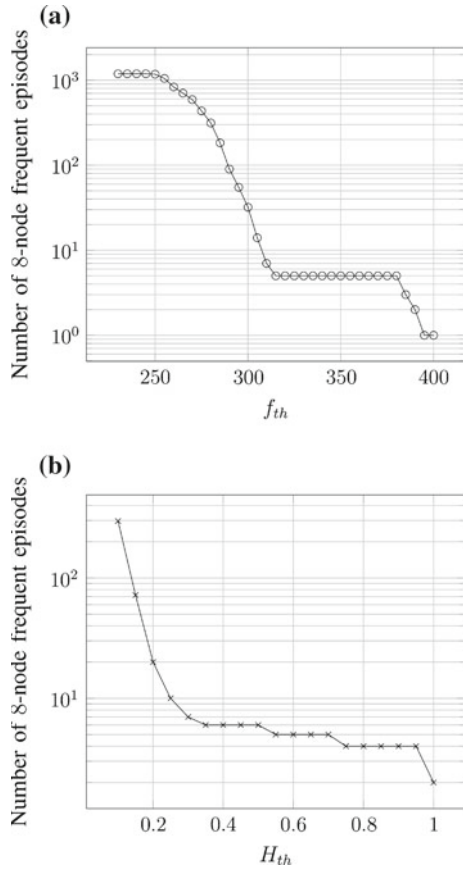 (a)
Number of 8-node frequent episodes
10³
10²
10¹
10⁰
250 300 350 400
f_th
(b)
Number of 8-node frequent episodes
10²
10¹
0.2 0.4 0.6 0.8 1
H_th